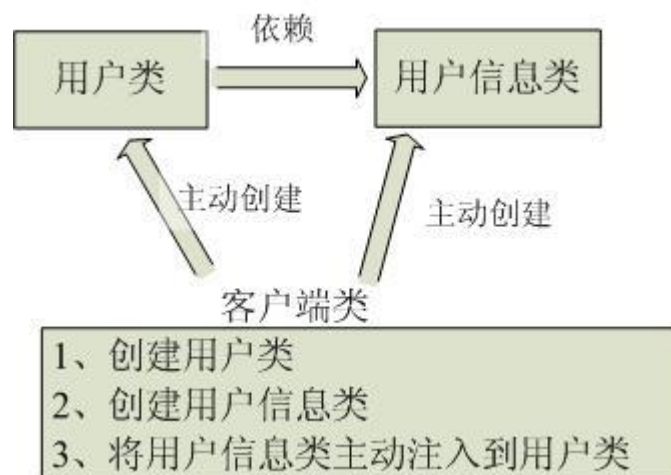 依赖
用户类
用户信息类
主动创建
主动创建
客户端类
1、创建用户类
2、创建用户信息类
3、将用户信息类主动注入到用户类